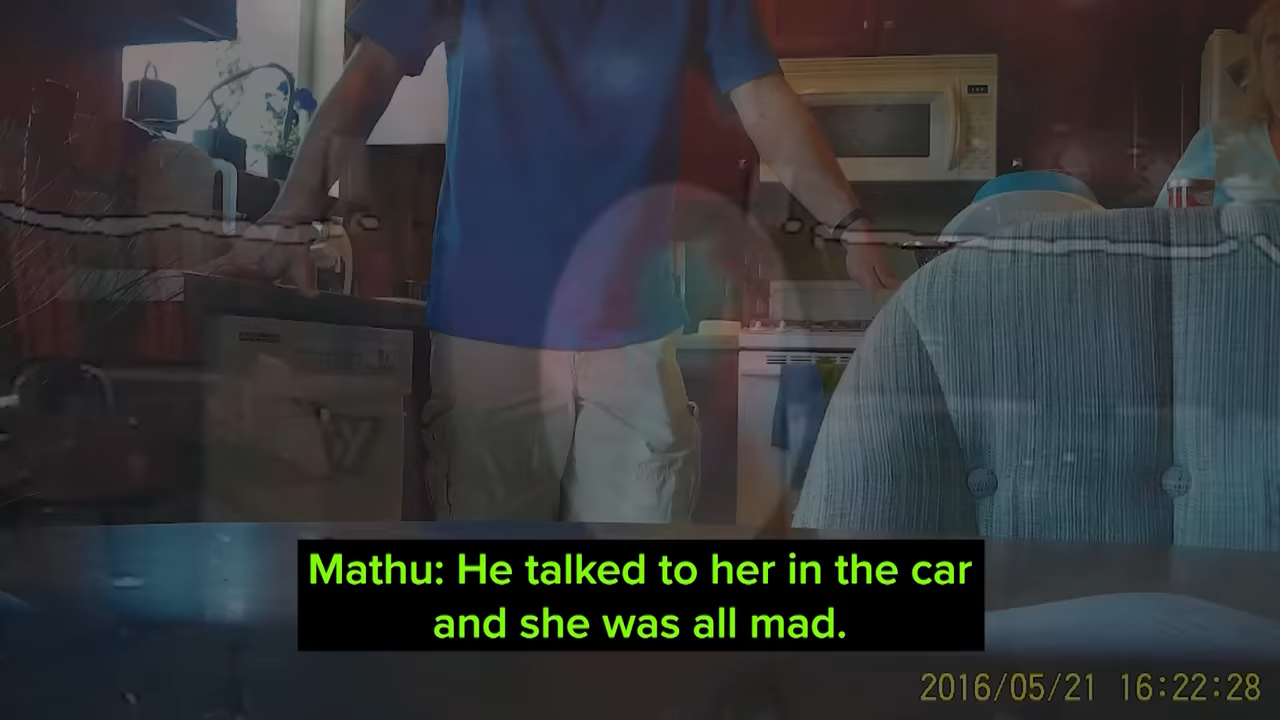 Mathu: He talked to her in the car
and she was all mad.
2016/05/21 16:22:28